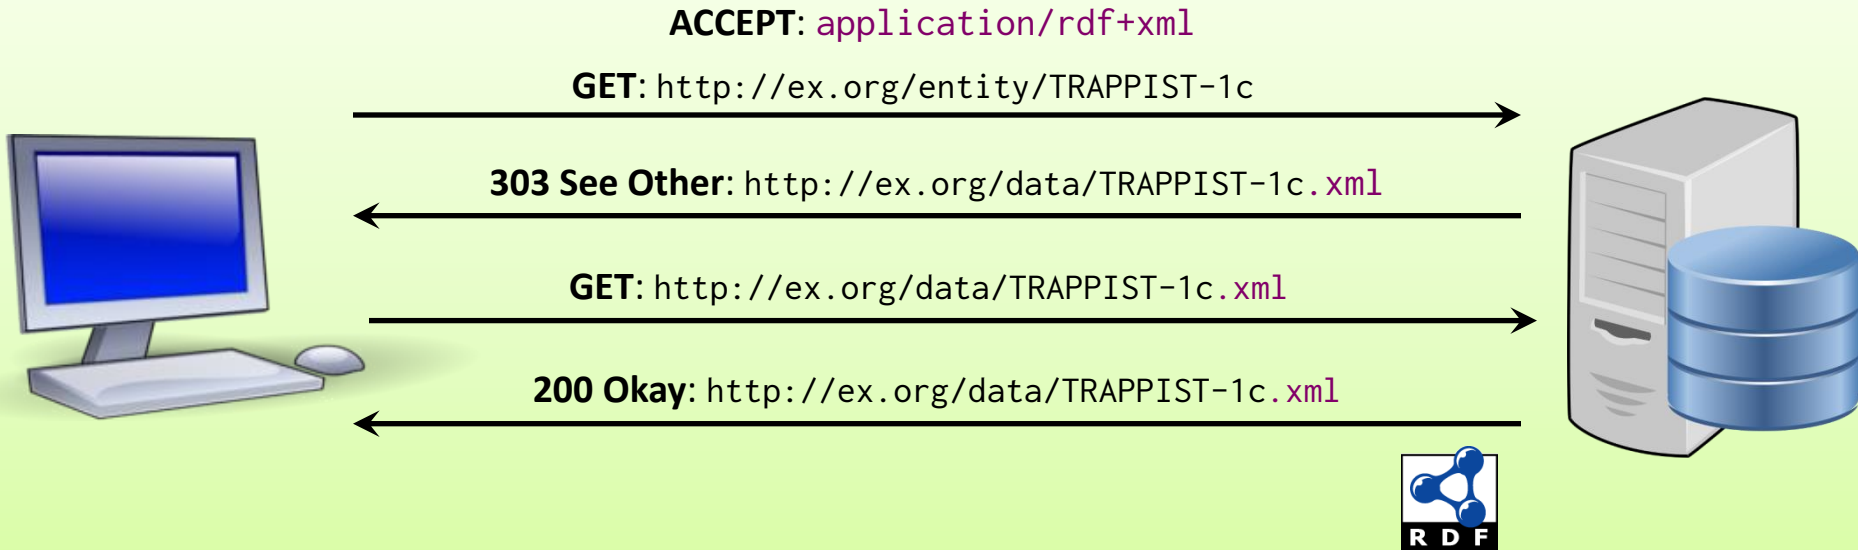 ACCEPT: application/rdf+xml
GET: http://ex.org/entity/TRAPPIST-1c
303 See Other: http://ex.org/data/TRAPPIST-1c.xml
GET: http://ex.org/data/TRAPPIST-1c.xml
200 Okay: http://ex.org/data/TRAPPIST-1c.xml
RDF